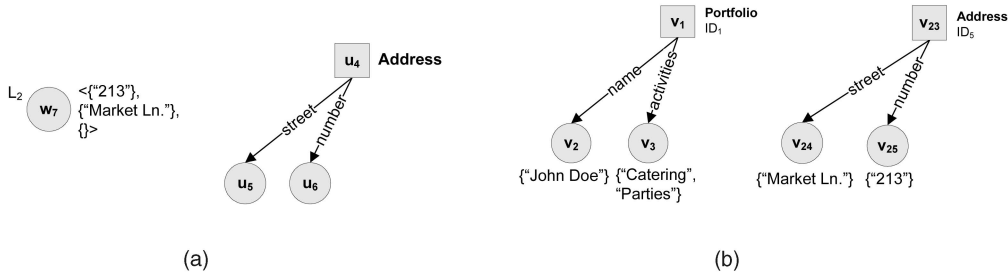 L2
w7
<{“213”},
{“Market Ln.”},
{}>
u4
Address
street
number
u5
u6
(a)
v1
Portfolio
ID1
name
activities
v2
v3
{“John Doe”}
{“Catering”,
“Parties”}
v23
Address
ID5
street
number
v24
v25
{“Market Ln.”}
{“213”}
(b)